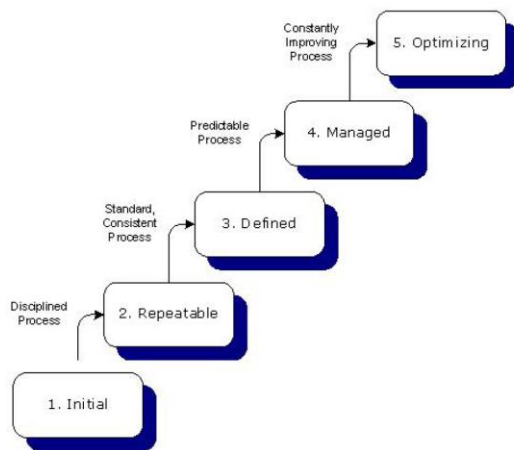 Constantly
Improving
Process
5. Optimizing
Predictable
Process
4. Managed
Standard,
Consistent
Process
3. Defined
Disciplined
Process
2. Repeatable
1. Initial